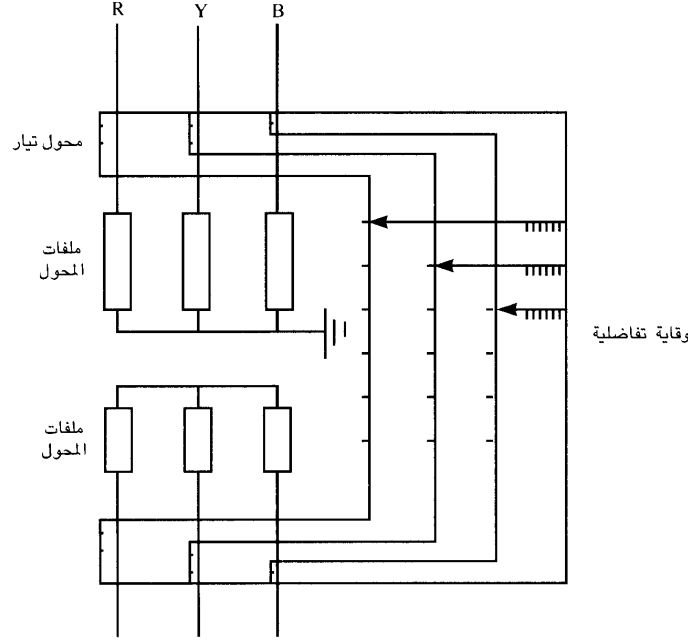 R Y B
محول تيار
ملفات
المحول
وقاية تفاضلية
ملفات
المحول